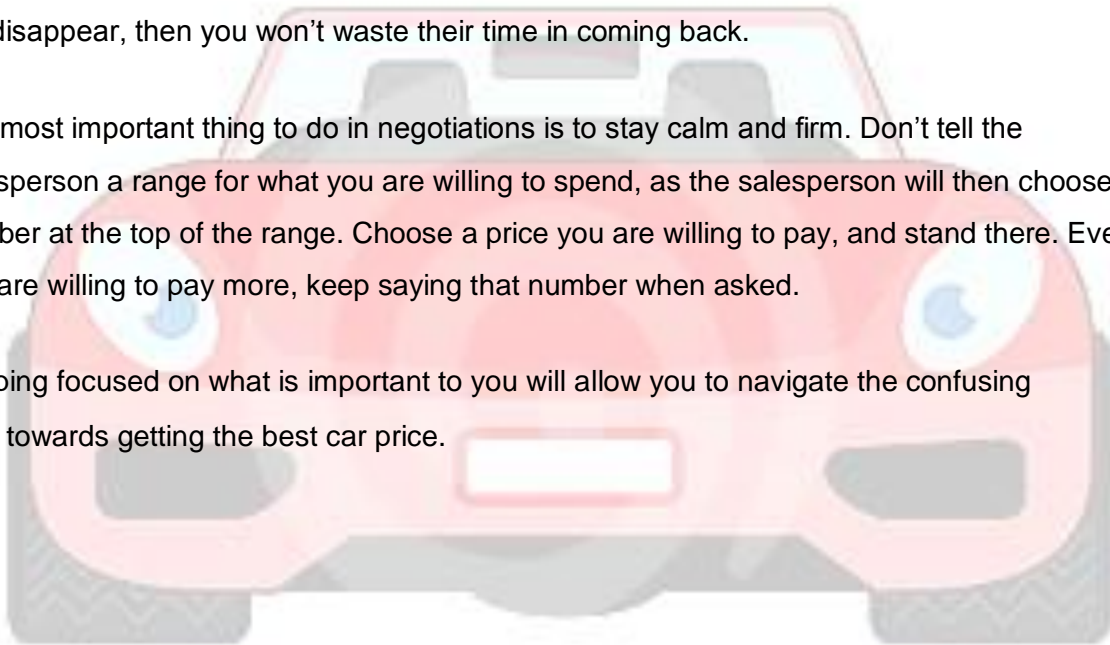 disappear, then you won’t waste their time in coming back.
most important thing to do in negotiations is to stay calm and firm. Don’t tell the
sperson a range for what you are willing to spend, as the salesperson will then choose
ber at the top of the range. Choose a price you are willing to pay, and stand there. Eve
are willing to pay more, keep saying that number when asked.
ping focused on what is important to you will allow you to navigate the confusing
towards getting the best car price.